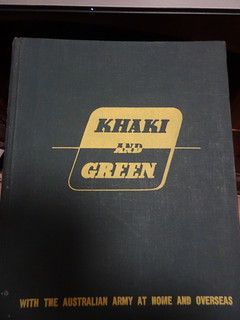 KHAKI
AND
GREEN
WITH THE AUSTRALIAN ARMY AT HOME AND OVERSEAS